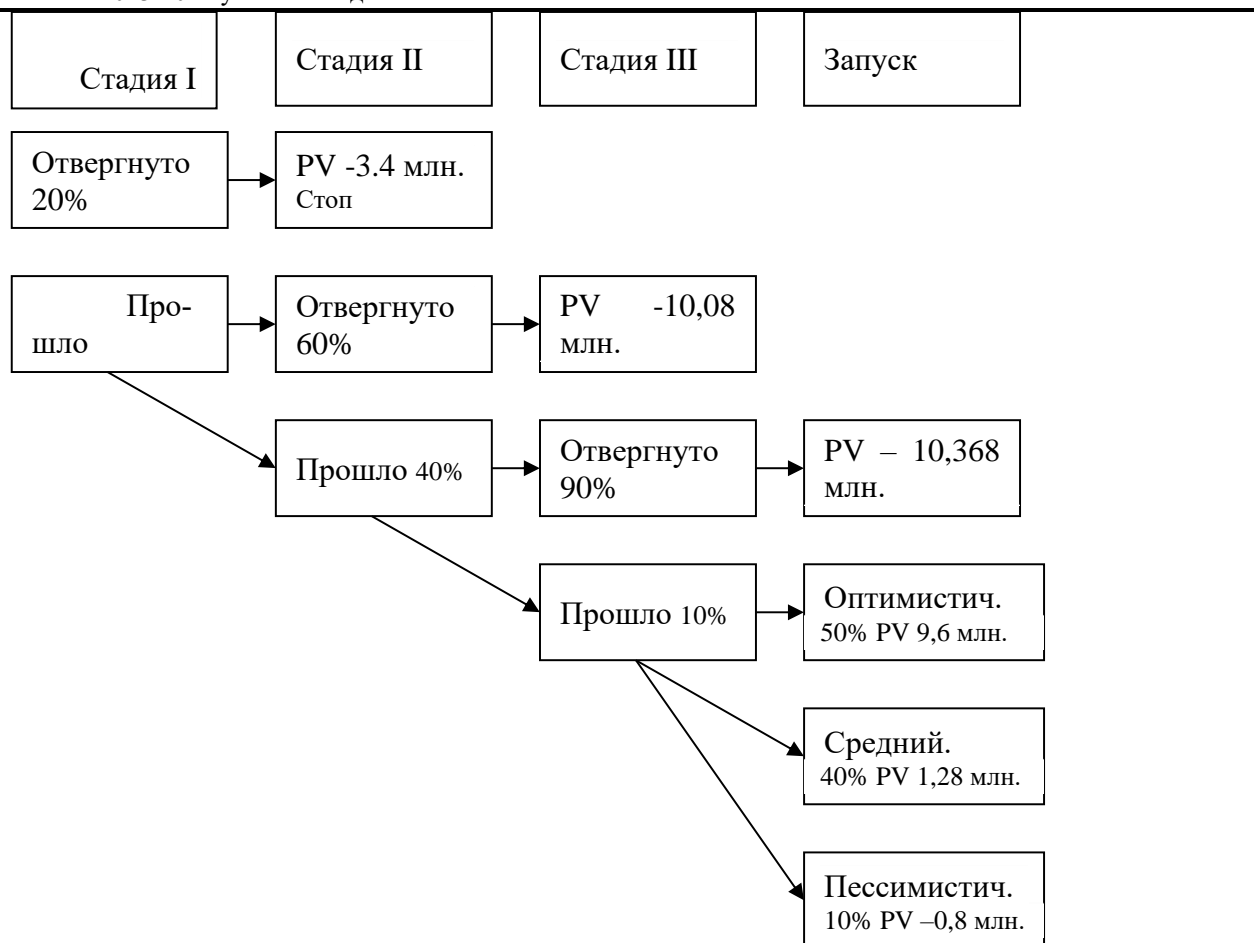 Стадия I
Стадия II
Стадия III
Запуск
Отвергнуто
20%
PV -3.4 млн.
Стоп
Про-
шло
Отвергнуто
60%
PV -10,08
млн.
Прошло 40%
Отвергнуто
90%
PV – 10,368
млн.
Прошло 10%
Оптимистич.
50% PV 9,6 млн.
Средний.
40% PV 1,28 млн.
Пессимистич.
10% PV –0,8 млн.